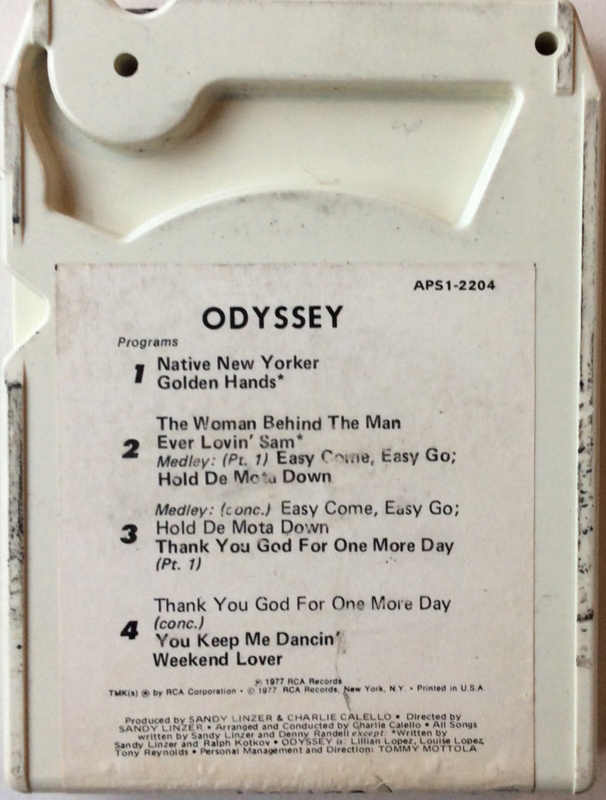 APS1-2204
ODYSSEY
Programs
1 Native New Yorker
Golden Hands*
The Woman Behind The Man
2 Ever Lovin' Sam*
Medley: (Pt. 1) Easy Come, Easy Go;
Hold De Mota Down
Medley: (conc.) Easy Come, Easy Go;
3 Hold De Mota Down
Thank You God For One More Day
(Pt. 1)
Thank You God For One More Day
(conc.)
4 You Keep Me Dancin'
Weekend Lover
℗ 1977 RCA Records
TMK(s) ® by RCA Corporation • © 1977 RCA Records, New York, N.Y. • Printed in U.S.A.
Produced by SANDY LINZER & CHARLIE CALELLO • Directed by
SANDY LINZER • Arranged and Conducted by Charlie Calello • All Songs
written by Sandy Linzer and Denny Randell except: *Written by
Sandy Linzer and Ralph Kotkov • ODYSSEY is: Lillian Lopez, Louise Lopez,
Tony Reynolds • Personal Management and Direction: TOMMY MOTTOLA